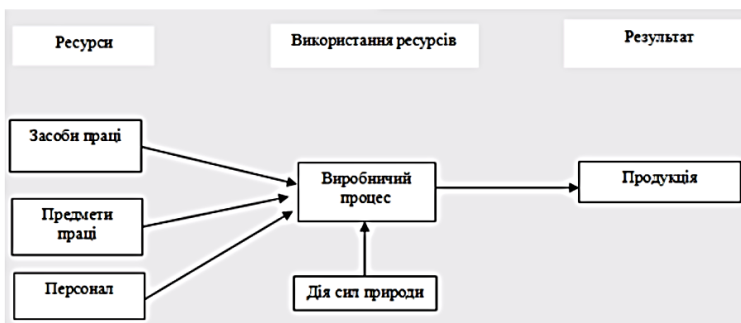 Ресурси
Використання ресурсів
Результат
Засоби праці
Предмети
праці
Персонал
Виробничий
процес
Дія сил природи
Продукція